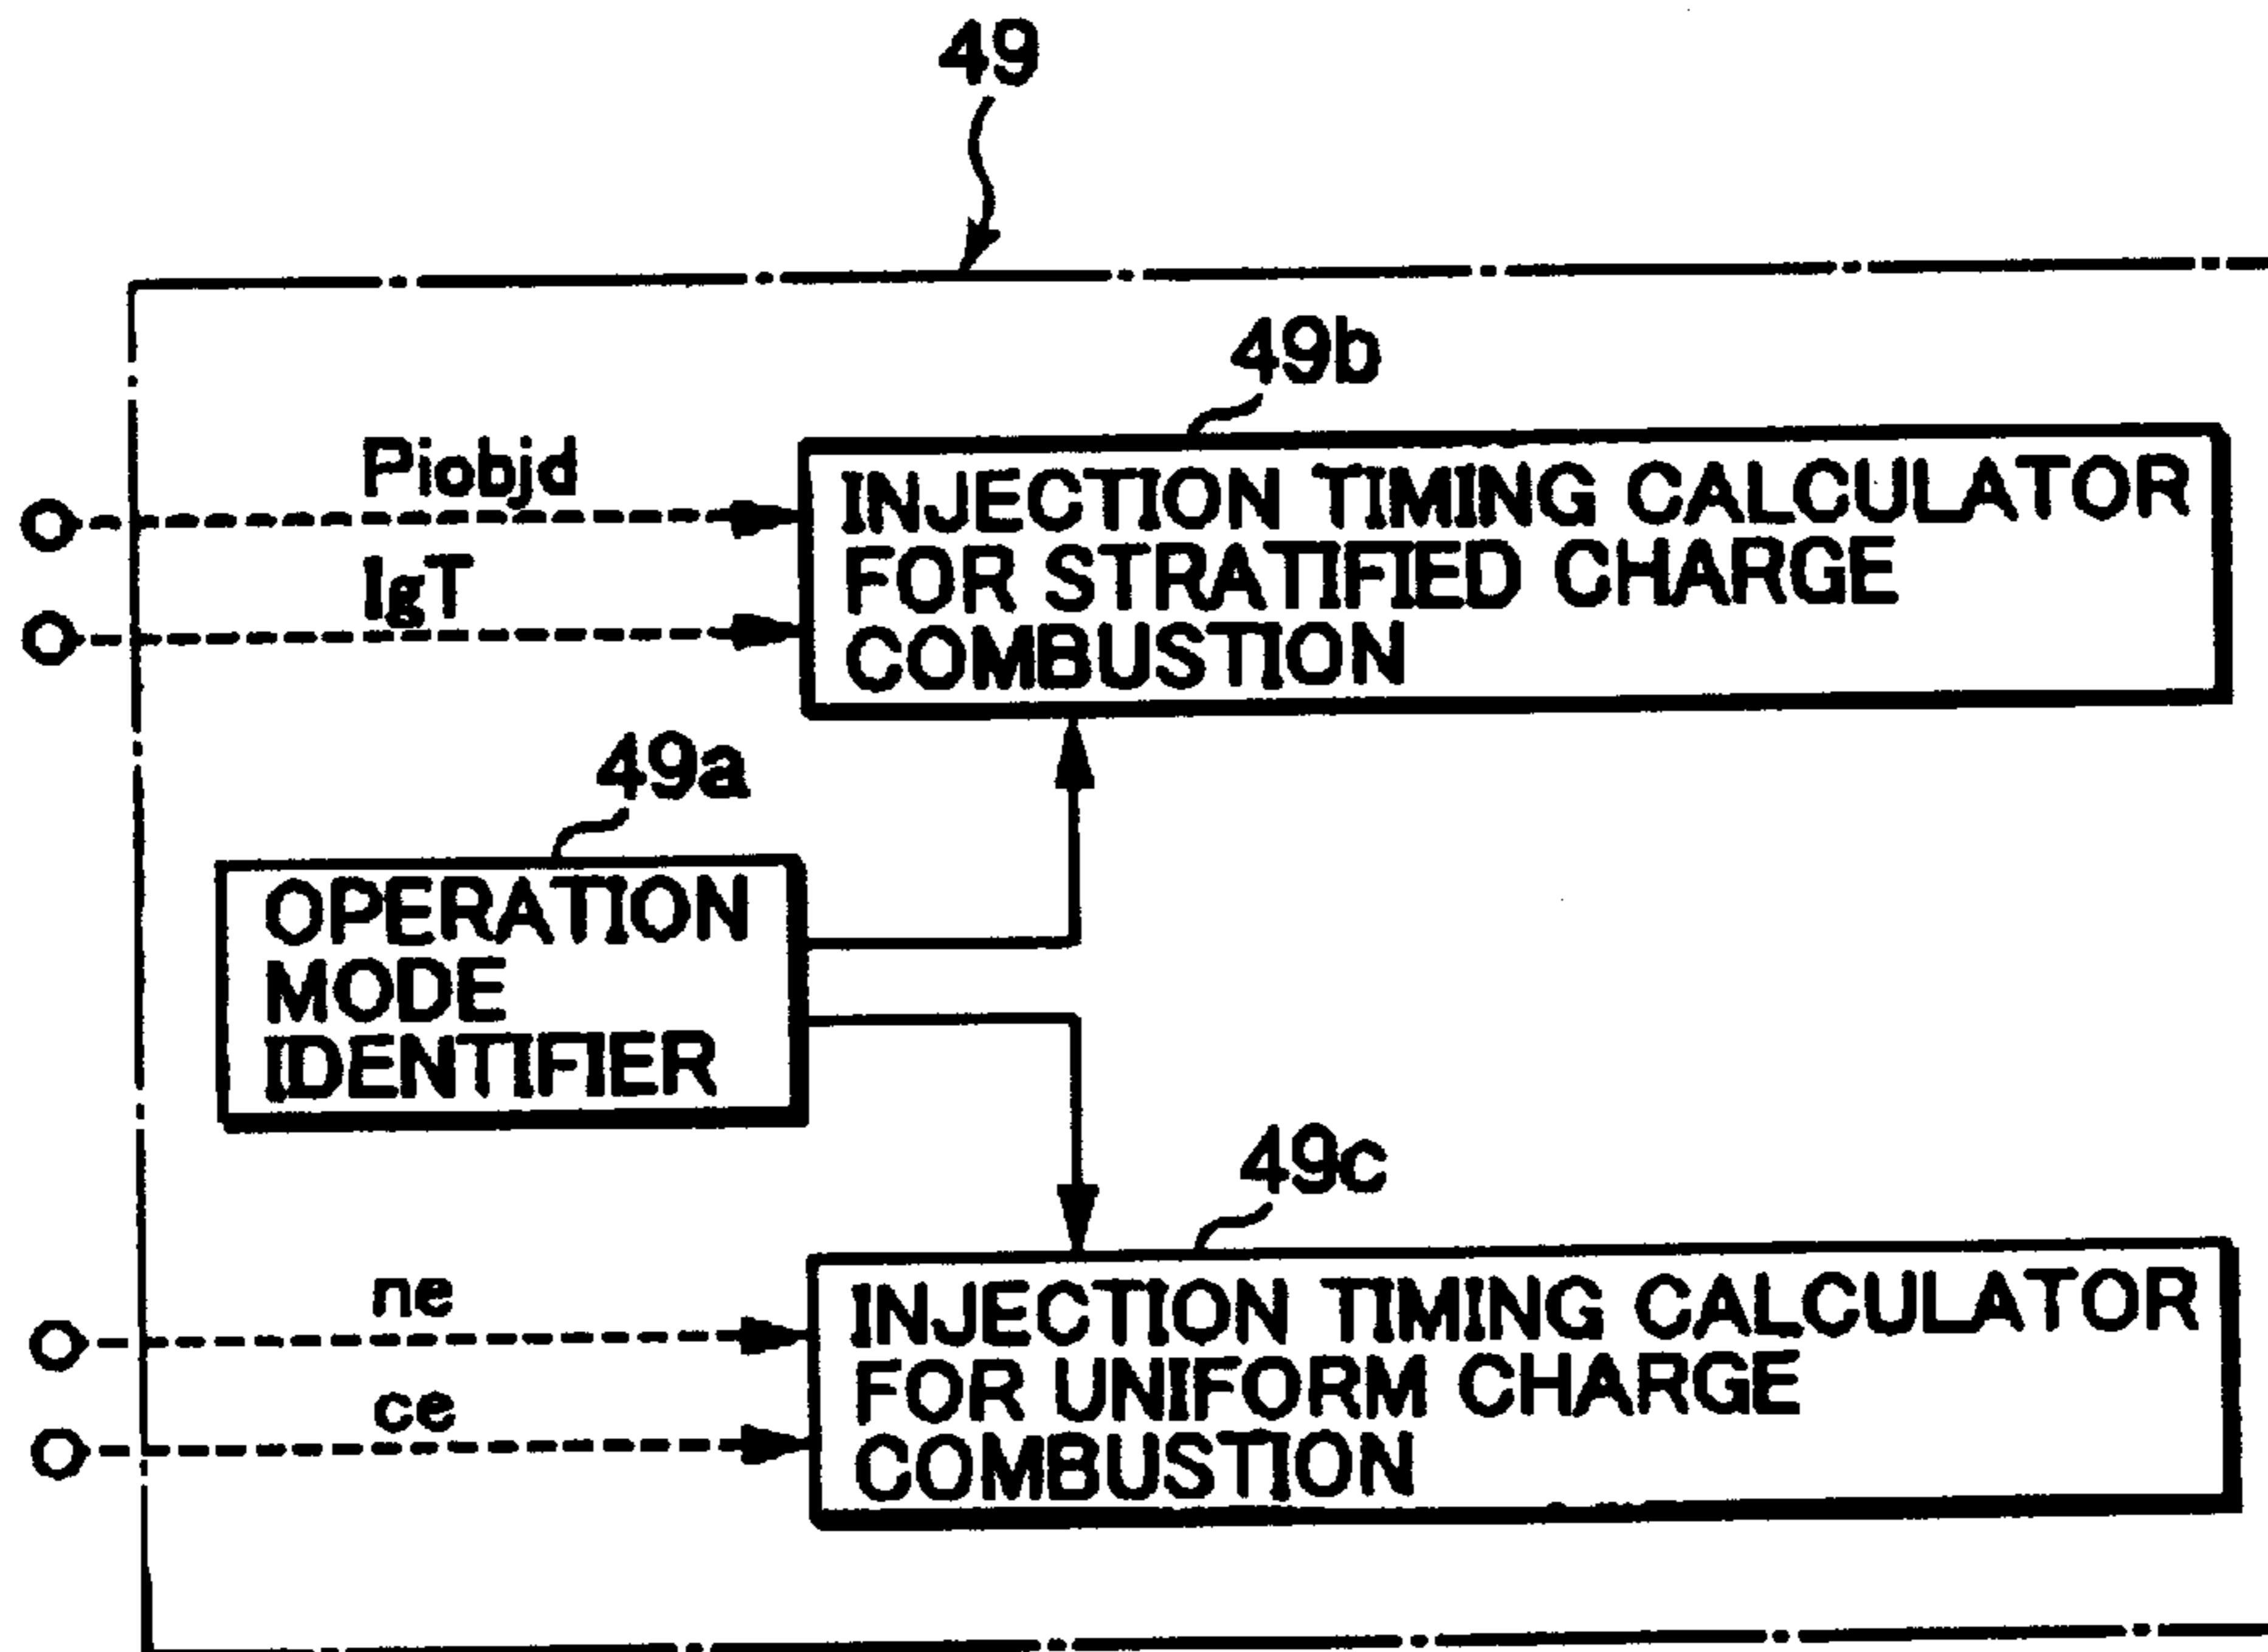 49
49b
Piobjd
IgT
INJECTION TIMING CALCULATOR
FOR STRATIFIED CHARGE
COMBUSTION
49a
OPERATION
MODE
IDENTIFIER
49c
ne
ce
INJECTION TIMING CALCULATOR
FOR UNIFORM CHARGE
COMBUSTION